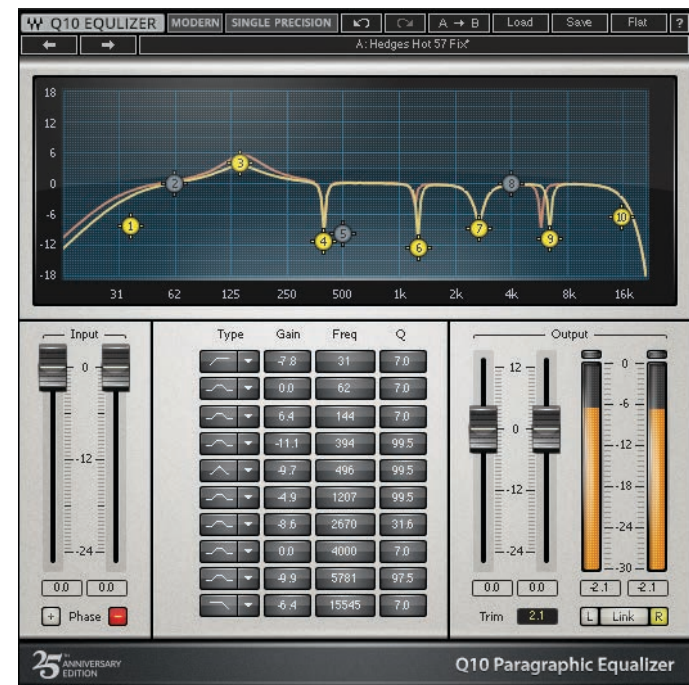 Q10 EQULIZER MODERN SINGLE PRECISION A → B Load Save Flat ?
A: Hedges Hot 57 Fix*
18
12
6
0
-6
-12
-18
1 2 3 4 5 6 7 8 9 10
31 62 125 250 500 1k 2k 4k 8k 16k
Input
0
-12
-24
0.0 0.0
+ Phase -
Type Gain Freq Q
-7.8 31 7.0
0.0 62 7.0
6.4 144 7.0
-11.1 394 99.5
-9.7 496 99.5
-4.9 1207 99.5
-8.6 2670 31.6
0.0 4000 7.0
-9.9 5781 97.5
-6.4 15545 7.0
Output
12
0
-12
-24
0
-6
-12
-18
-24
-30
0.0 0.0 -2.1 -2.1
Trim 2.1 L Link R
25TH ANNIVERSARY
EDITION
Q10 Paragraphic Equalizer